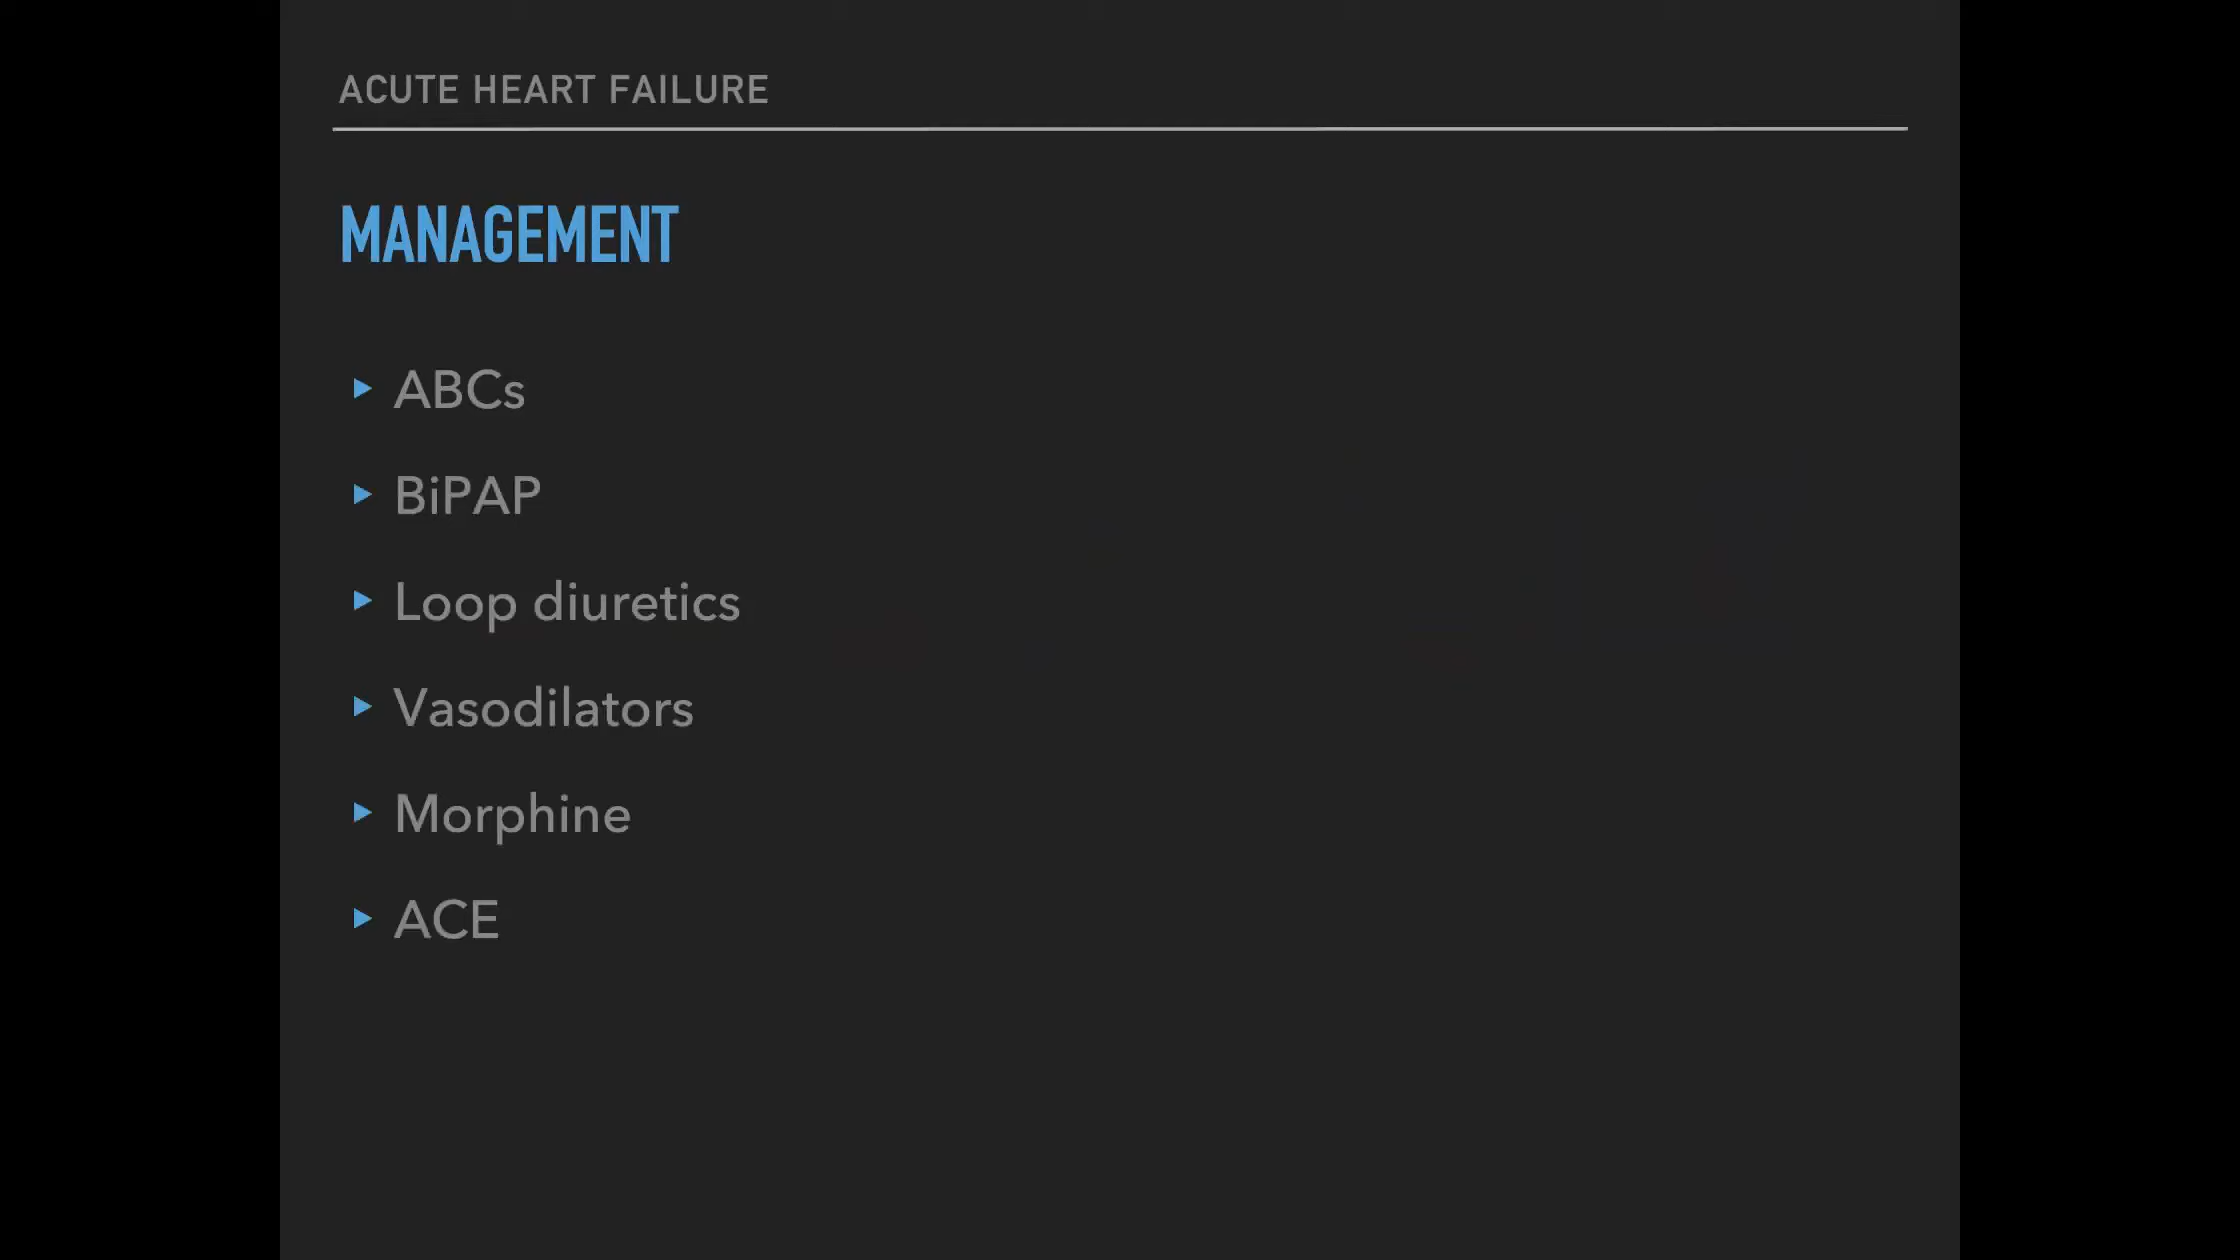 ACUTE HEART FAILURE
MANAGEMENT
ABCs
BiPAP
Loop diuretics
Vasodilators
Morphine
ACE